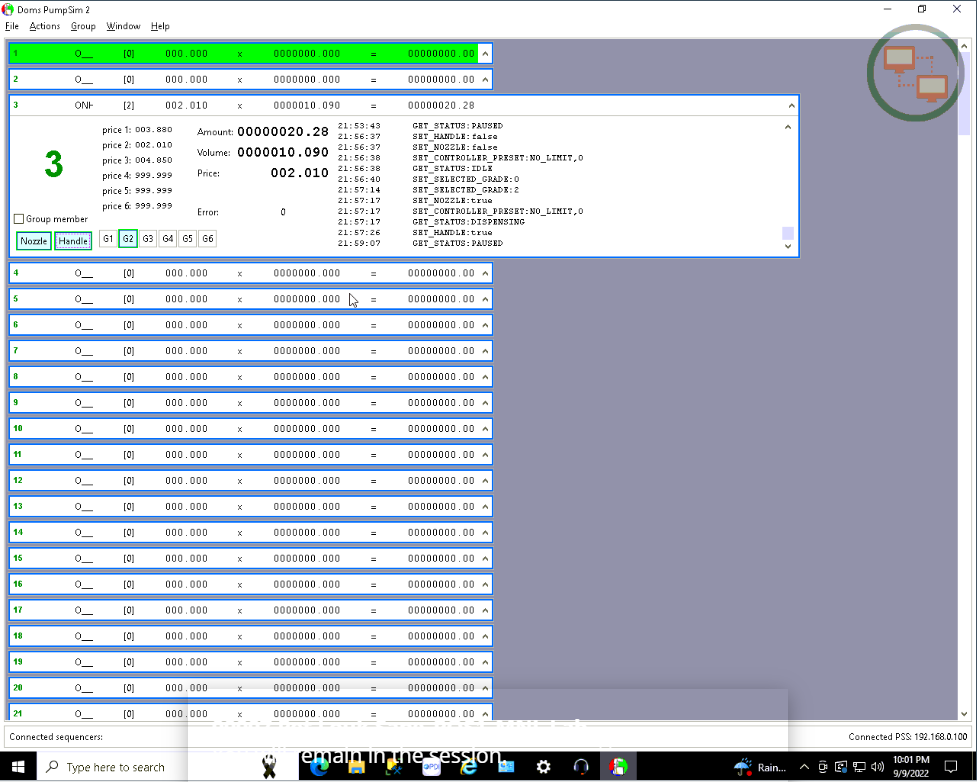 Doms PumpSim 2
File Actions Group Window Help
1 O__ [0] 000.000 x 0000000.000 = 00000000.00
2 O__ [0] 000.000 x 0000000.000 = 00000000.00
3 ONH [2] 002.010 x 0000010.090 = 00000020.28
3
Group member
Nozzle Handle
price 1: 003.880
price 2: 002.010
price 3: 004.850
price 4: 999.999
price 5: 999.999
price 6: 999.999
G1 G2 G3 G4 G5 G6
Amount: 00000020.28
Volume: 0000010.090
Price: 002.010
Error: 0
21:53:43 GET_STATUS:PAUSED
21:56:37 SET_HANDLE:false
21:56:37 SET_NOZZLE:false
21:56:38 SET_CONTROLLER_PRESET:NO_LIMIT,0
21:56:38 GET_STATUS:IDLE
21:56:40 SET_SELECTED_GRADE:0
21:57:14 SET_SELECTED_GRADE:2
21:57:17 SET_NOZZLE:true
21:57:17 SET_CONTROLLER_PRESET:NO_LIMIT,0
21:57:17 GET_STATUS:DISPENSING
21:57:26 SET_HANDLE:true
21:59:07 GET_STATUS:PAUSED
4 O__ [0] 000.000 x 0000000.000 = 00000000.00
5 O__ [0] 000.000 x 0000000.000 = 00000000.00
6 O__ [0] 000.000 x 0000000.000 = 00000000.00
7 O__ [0] 000.000 x 0000000.000 = 00000000.00
8 O__ [0] 000.000 x 0000000.000 = 00000000.00
9 O__ [0] 000.000 x 0000000.000 = 00000000.00
10 O__ [0] 000.000 x 0000000.000 = 00000000.00
11 O__ [0] 000.000 x 0000000.000 = 00000000.00
12 O__ [0] 000.000 x 0000000.000 = 00000000.00
13 O__ [0] 000.000 x 0000000.000 = 00000000.00
14 O__ [0] 000.000 x 0000000.000 = 00000000.00
15 O__ [0] 000.000 x 0000000.000 = 00000000.00
16 O__ [0] 000.000 x 0000000.000 = 00000000.00
17 O__ [0] 000.000 x 0000000.000 = 00000000.00
18 O__ [0] 000.000 x 0000000.000 = 00000000.00
19 O__ [0] 000.000 x 0000000.000 = 00000000.00
20 O__ [0] 000.000 x 0000000.000 = 00000000.00
21 O__ [0] 000.000 x 0000000.000 = 00000000.00
Connected sequencers: Connected PSS: 192.168.0.100
remain in the session.
Type here to search
Rain...
10:01 PM
9/9/2022